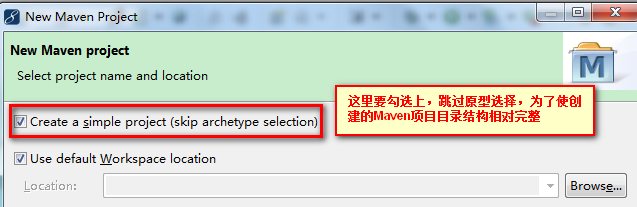 New Maven Project
New Maven project
Select project name and location
M
这里要勾选上，跳过原型选择，为了使创
建的Maven项目目录结构相对完整
Create a simple project (skip archetype selection)
Use default Workspace location
Location:
Browse...